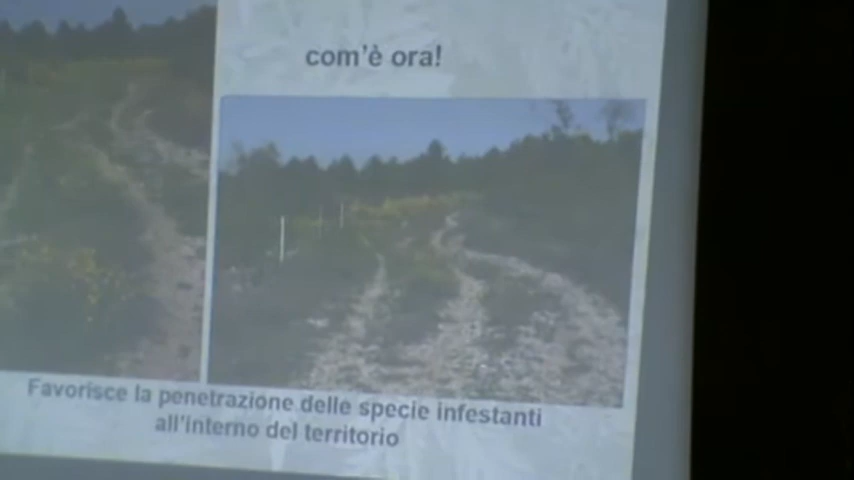 com'è ora!
Favorisce la penetrazione delle specie infestanti
all'interno del territorio